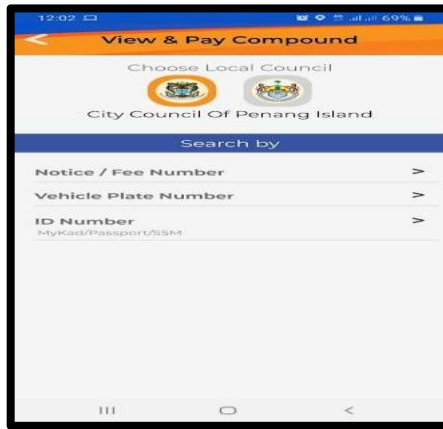 12:02
69%
View & Pay Compound
Choose Local Council
City Council Of Penang Island
Search by
Notice / Fee Number >
Vehicle Plate Number >
ID Number >
MyKad/Passport/SSM